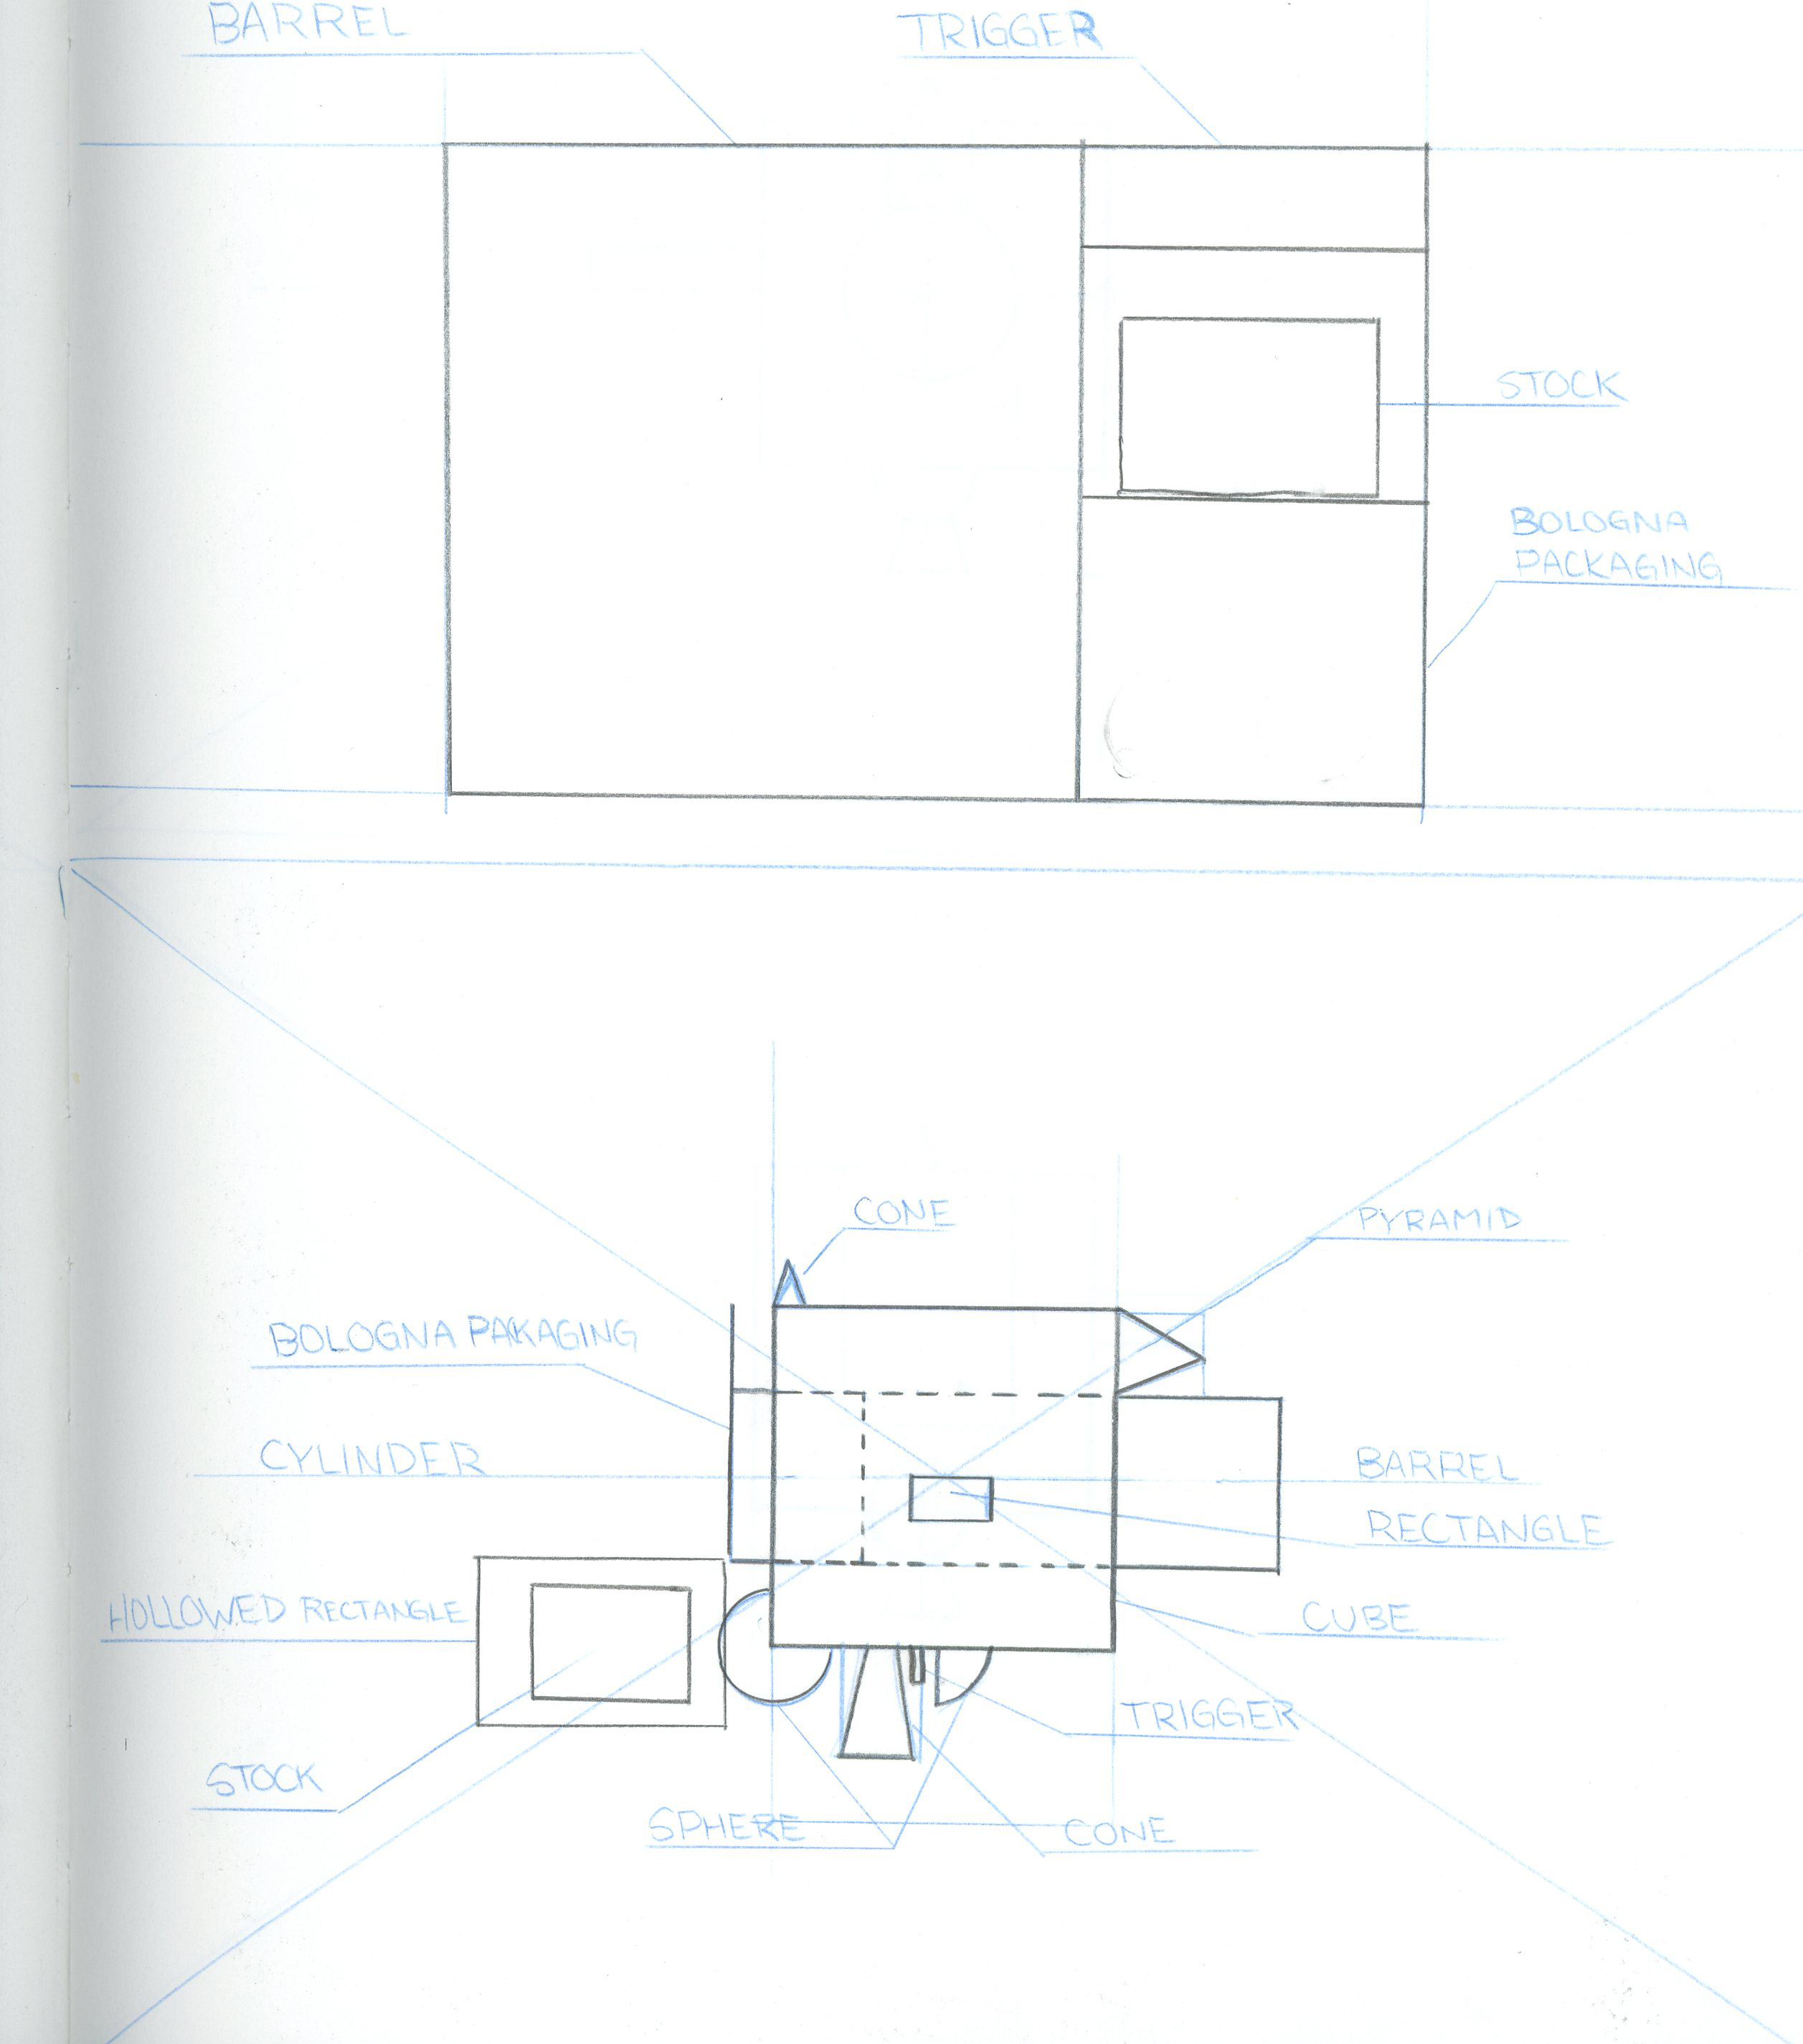 BARREL
TRIGGER
STOCK
BOLOGNA
PACKAGING
CONE
PYRAMID
BOLOGNA PAKAGING
CYLINDER
BARREL
RECTANGLE
HOLLOWED RECTANGLE
CUBE
TRIGGER
STOCK
SPHERE
CONE